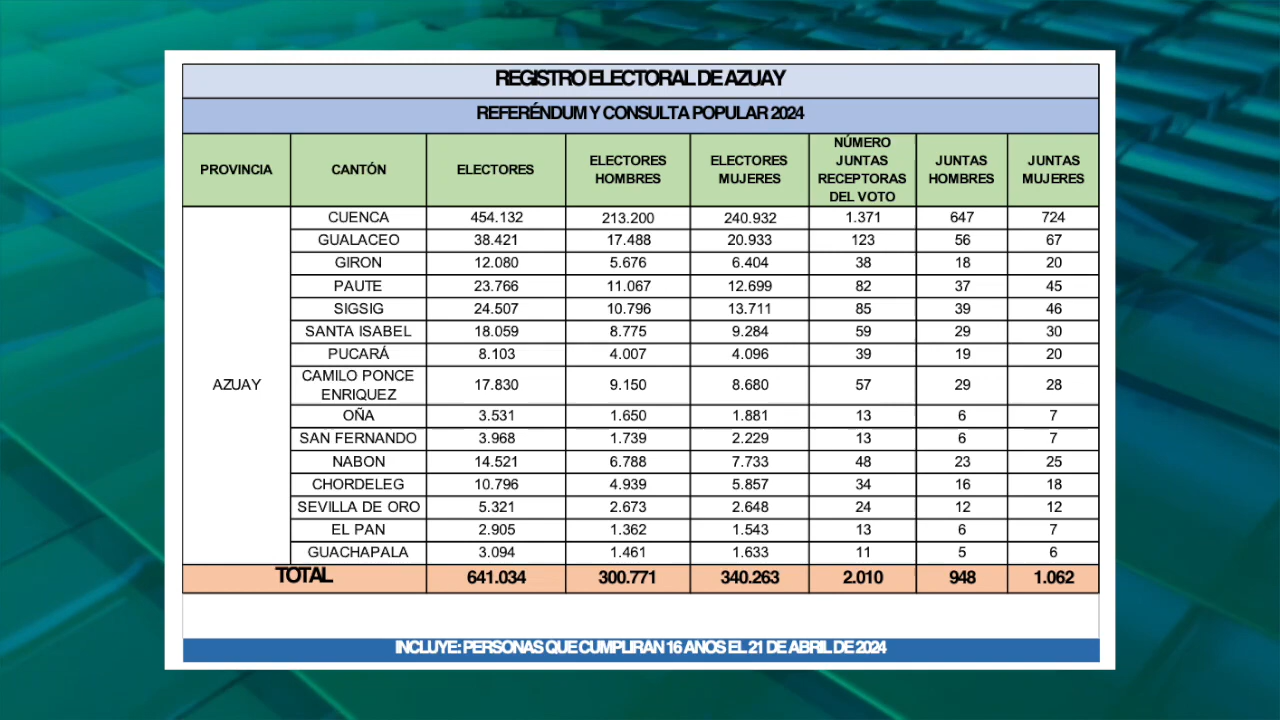 REGISTRO ELECTORAL DE AZUAY
REFERÉNDUM Y CONSULTA POPULAR 2024
PROVINCIA CANTÓN ELECTORES ELECTORES HOMBRES ELECTORES MUJERES NÚMERO JUNTAS RECEPTORAS DEL VOTO JUNTAS HOMBRES JUNTAS MUJERES
CUENCA 454.132 213.200 240.932 1.371 647 724
GUALACEO 38.421 17.488 20.933 123 56 67
GIRON 12.080 5.676 6.404 38 18 20
PAUTE 23.766 11.067 12.699 82 37 45
SIGSIG 24.507 10.796 13.711 85 39 46
SANTA ISABEL 18.059 8.775 9.284 59 29 30
PUCARÁ 8.103 4.007 4.096 39 19 20
AZUAY CAMILO PONCE ENRIQUEZ 17.830 9.150 8.680 57 29 28
OÑA 3.531 1.650 1.881 13 6 7
SAN FERNANDO 3.968 1.739 2.229 13 6 7
NABON 14.521 6.788 7.733 48 23 25
CHORDELEG 10.796 4.939 5.857 34 16 18
SEVILLA DE ORO 5.321 2.673 2.648 24 12 12
EL PAN 2.905 1.362 1.543 13 6 7
GUACHAPALA 3.094 1.461 1.633 11 5 6
TOTAL 641.034 300.771 340.263 2.010 948 1.062
INCLUYE: PERSONAS QUE CUMPLIRAN 16 ANOS EL 21 DE ABRIL DE 2024